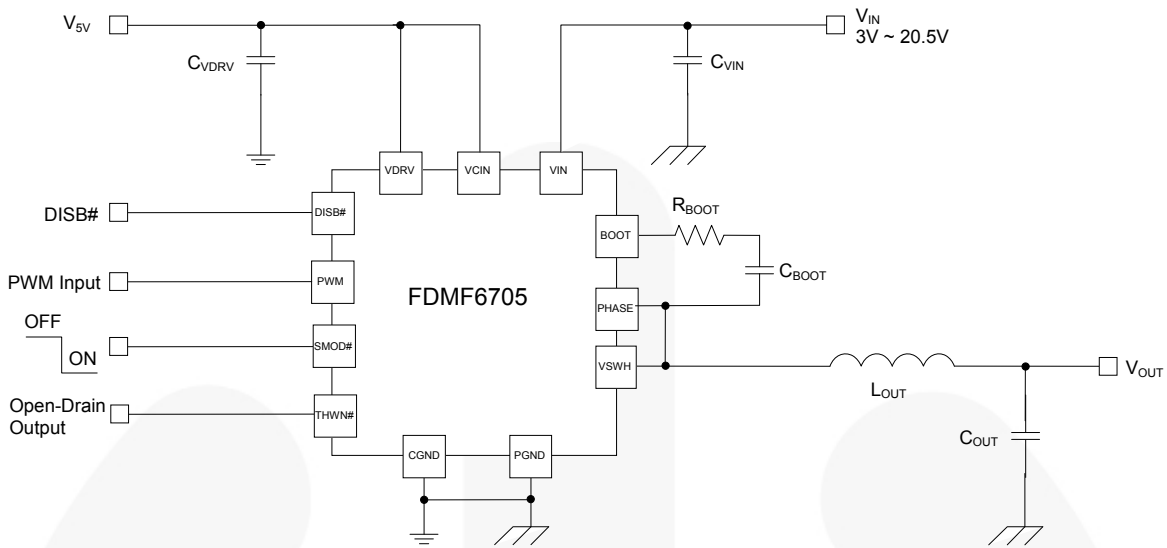 V5V
CVDRV
CVIN
VIN
3V ~ 20.5V
VDRV
VCIN
VIN
DISB#
DISB#
BOOT
RBOOT
CBOOT
PWM Input
PWM
FDMF6705
PHASE
OFF
ON
SMOD#
VSWH
LOUT
VOUT
Open-Drain
Output
THWN#
COUT
CGND
PGND